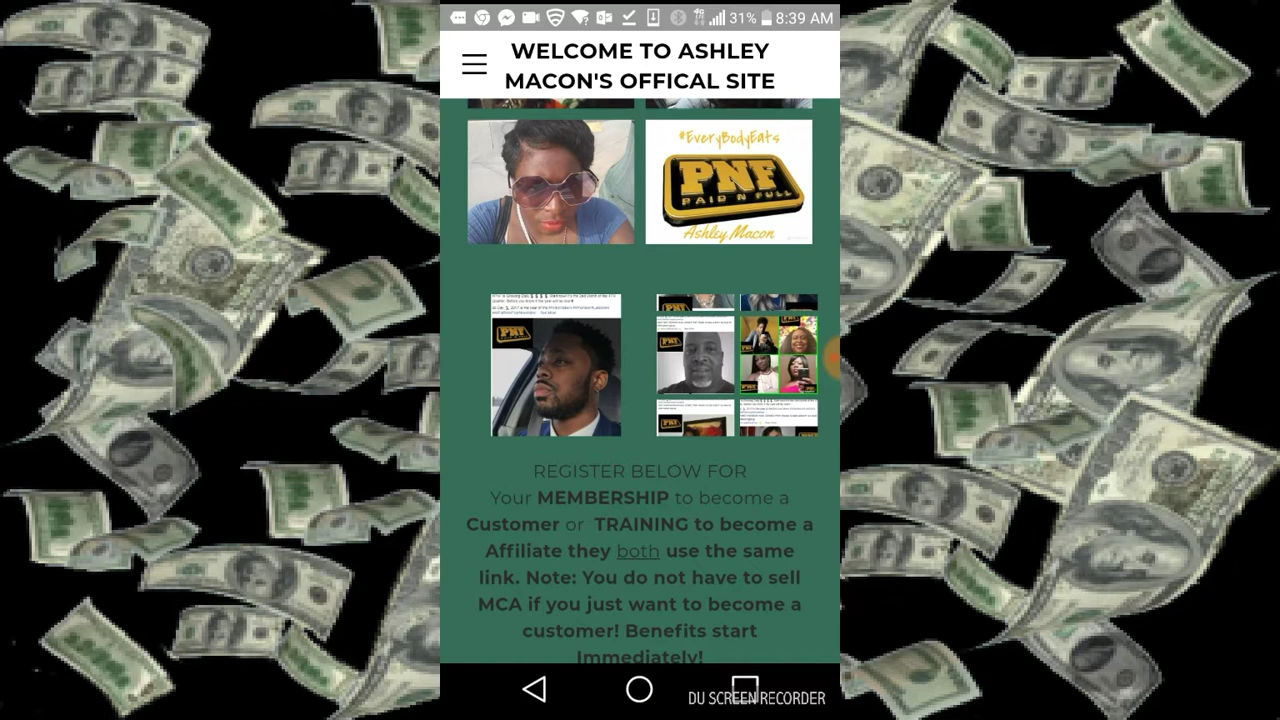 4G
31% 8:39 AM
WELCOME TO ASHLEY
MACON'S OFFICAL SITE
#EveryBodyEats
PNF
PAID N FULL
Ashley Macon
PNF
REGISTER BELOW FOR
Your MEMBERSHIP to become a
Customer or TRAINING to become a
Affiliate they both use the same
link. Note: You do not have to sell
MCA if you just want to become a
customer! Benefits start
Immediately!
DU SCREEN RECORDER